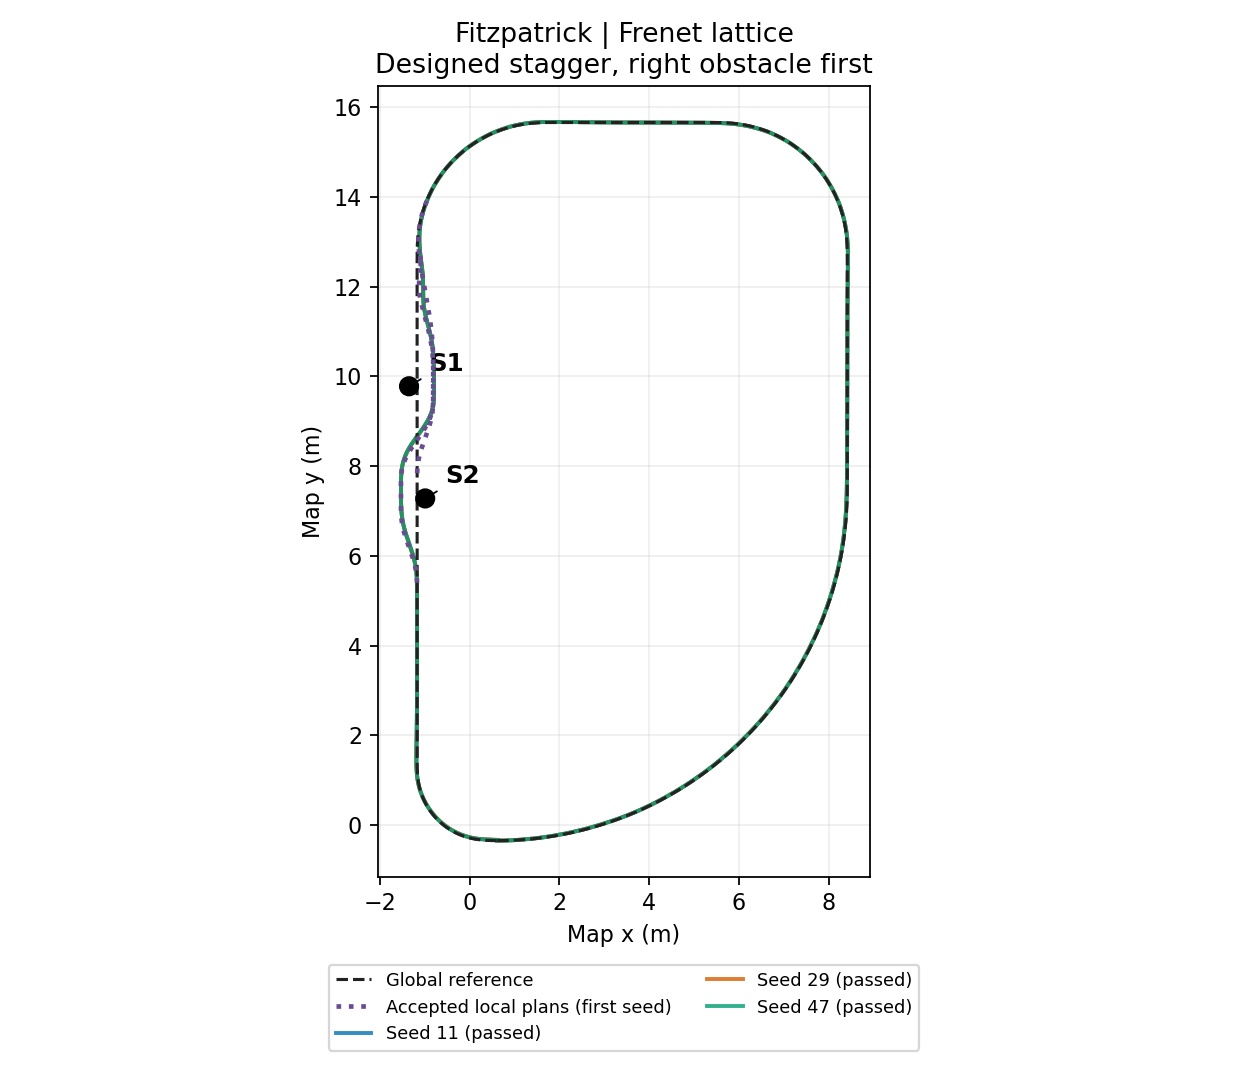 Fitzpatrick | Frenet lattice
Designed stagger, right obstacle first
16
14
12
10
8
6
4
2
0
Map y (m)
S1
S2
−2 0 2 4 6 8
Map x (m)
Global reference
Accepted local plans (first seed)
Seed 11 (passed)
Seed 29 (passed)
Seed 47 (passed)